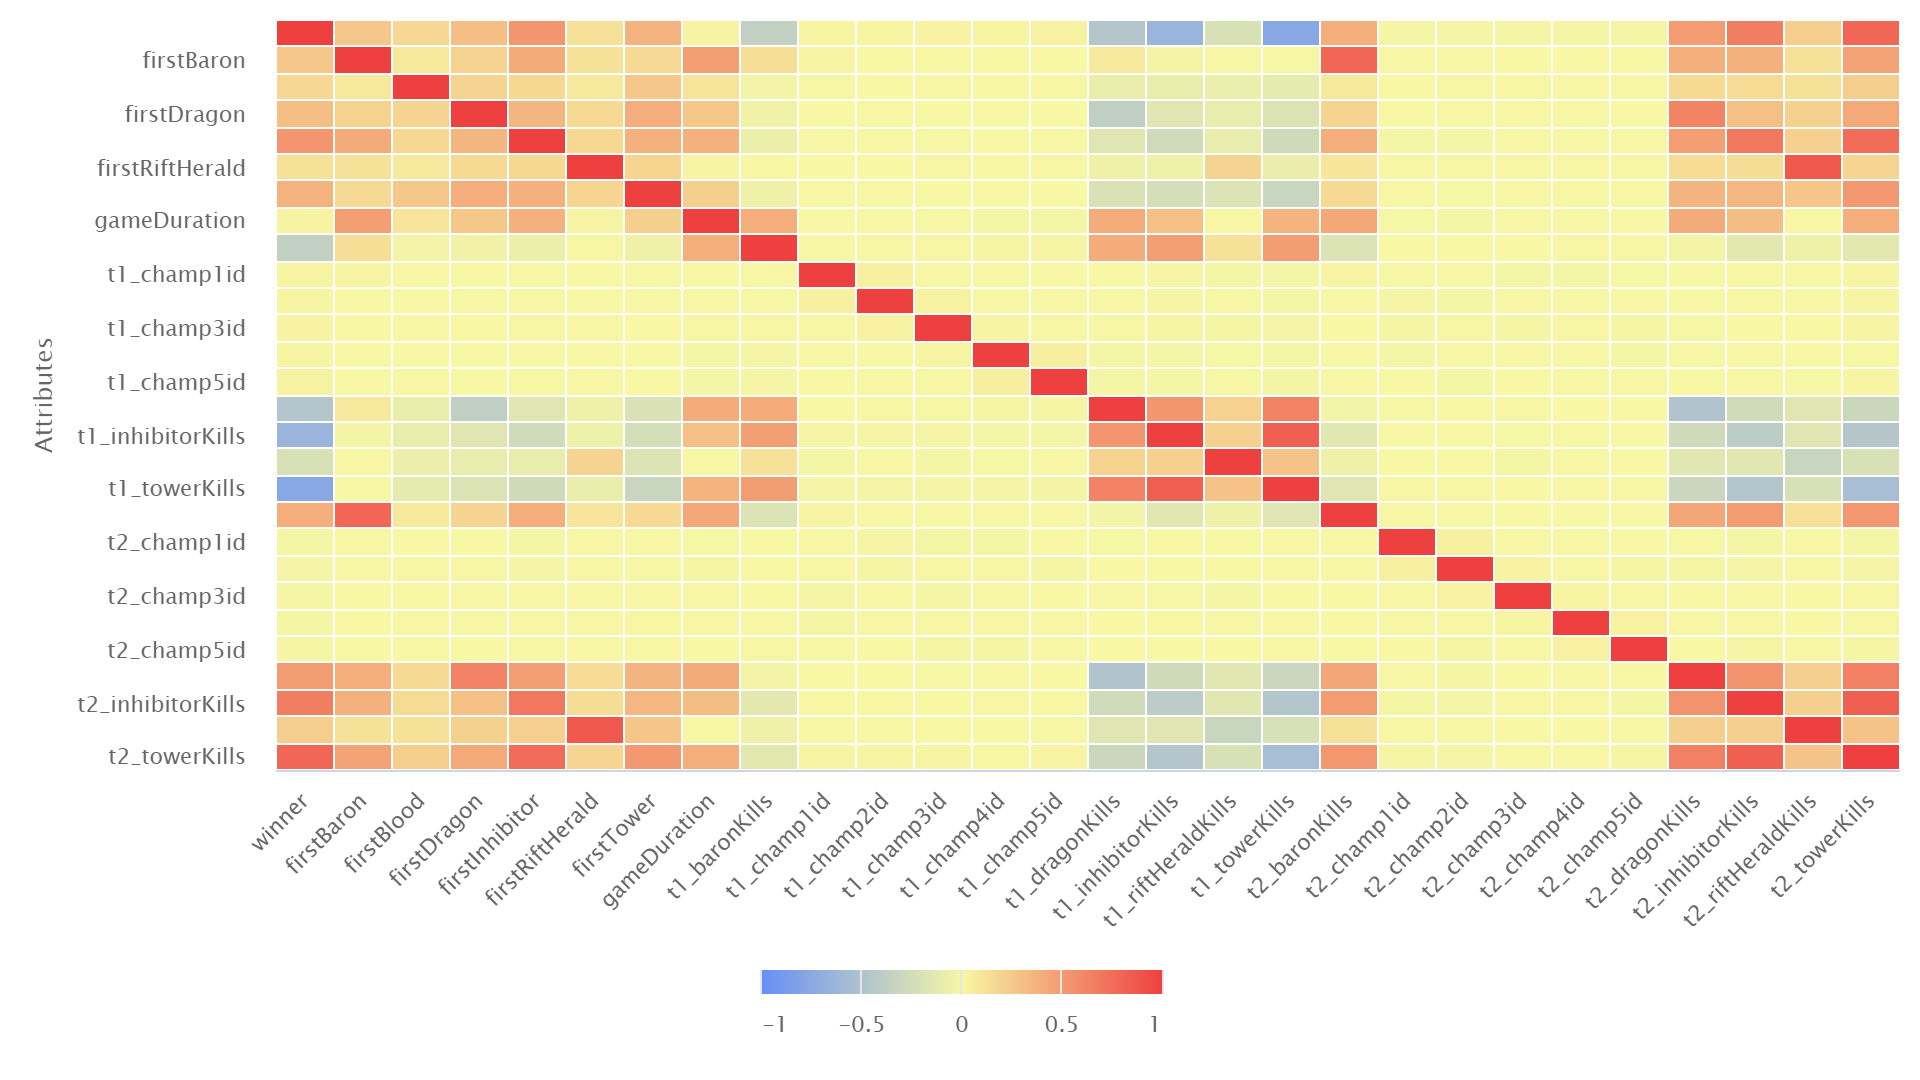 Attributes
firstBaron
firstDragon
firstRiftHerald
gameDuration
t1_champ1id
t1_champ3id
t1_champ5id
t1_inhibitorKills
t1_towerKills
t2_champ1id
t2_champ3id
t2_champ5id
t2_inhibitorKills
t2_towerKills
winner
firstBaron
firstBlood
firstDragon
firstInhibitor
firstRiftHerald
firstTower
gameDuration
t1_baronKills
t1_champ1id
t1_champ2id
t1_champ3id
t1_champ4id
t1_champ5id
t1_dragonKills
t1_inhibitorKills
t1_riftHeraldKills
t1_towerKills
t2_baronKills
t2_champ1id
t2_champ2id
t2_champ3id
t2_champ4id
t2_champ5id
t2_dragonKills
t2_inhibitorKills
t2_riftHeraldKills
t2_towerKills
-1 -0.5 0 0.5 1